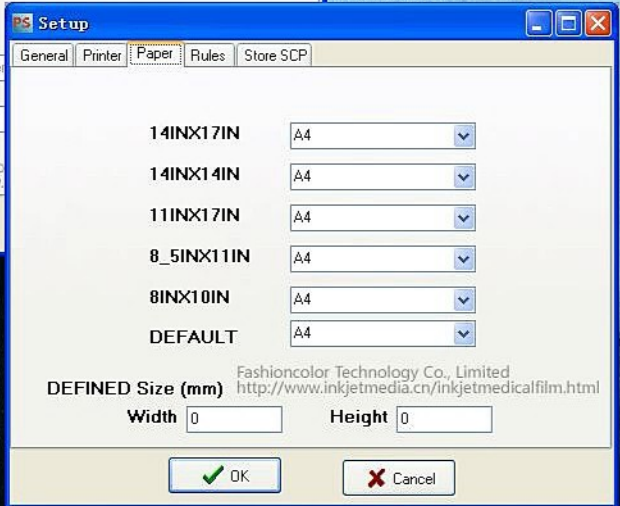 PS Setup
General Printer Paper Rules Store SCP
14INX17IN A4
14INX14IN A4
11INX17IN A4
8_5INX11IN A4
8INX10IN A4
DEFAULT A4
Fashioncolor Technology Co., Limited
DEFINED Size (mm) http://www.inkjetmedia.cn/inkjetmedicalfilm.html
Width 0 Height 0
OK Cancel